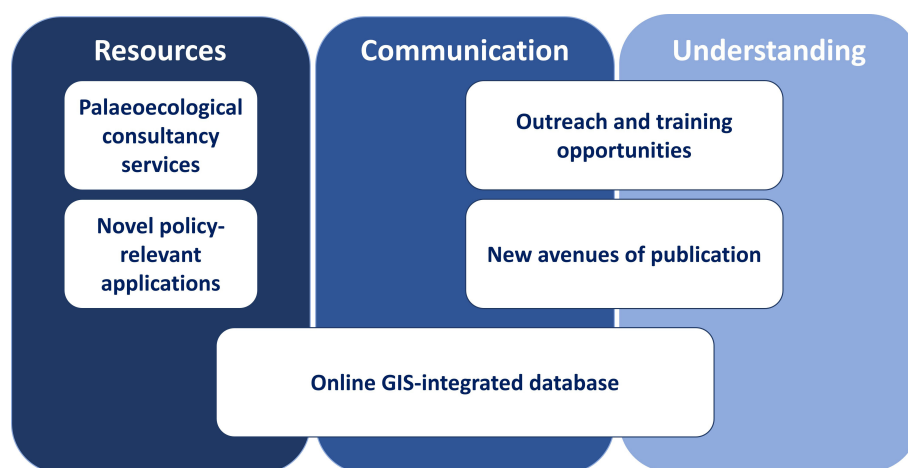 Resources
Communication
Understanding
Palaeoecological
consultancy
services
Outreach and training
opportunities
Novel policy-
relevant
applications
New avenues of publication
Online GIS-integrated database